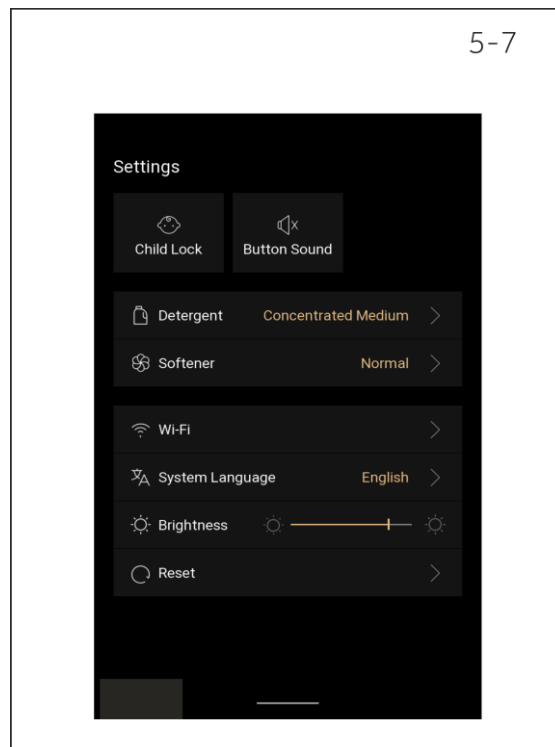 5-7
Settings
Child Lock
Button Sound
Detergent Concentrated Medium
Softener Normal
Wi-Fi
System Language English
Brightness
Reset